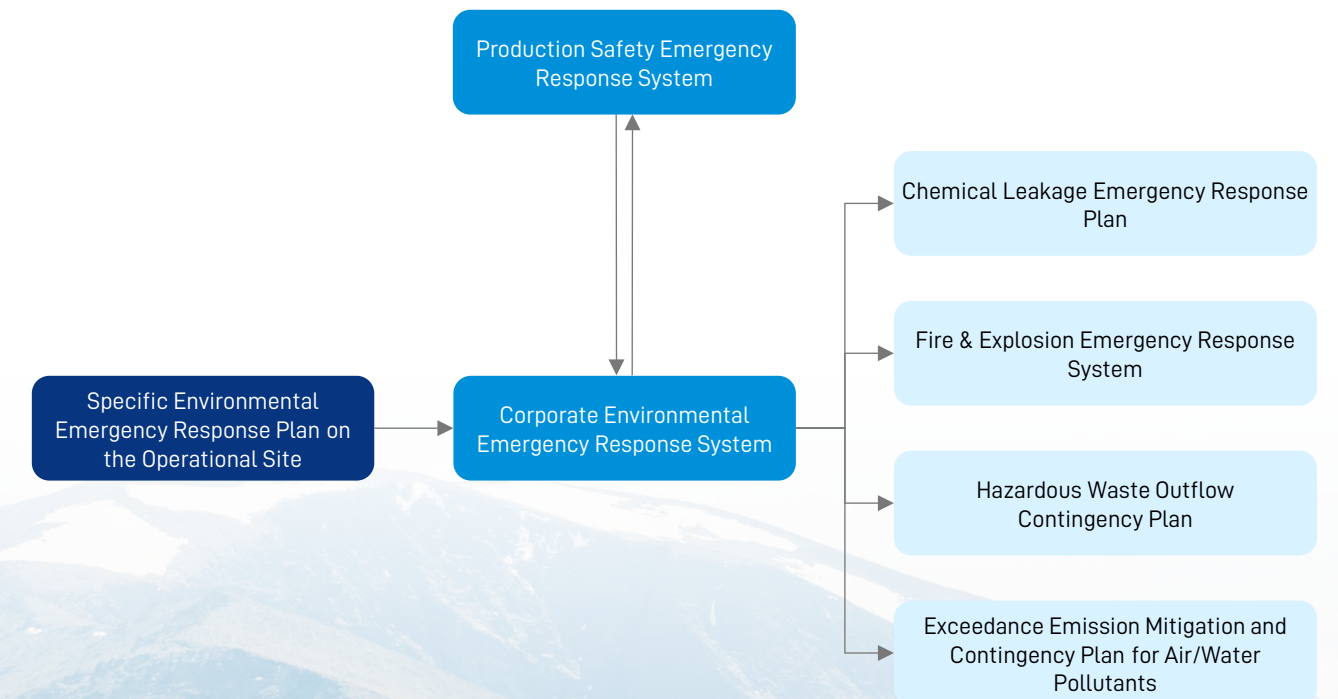 Production Safety Emergency
Response System
Chemical Leakage Emergency Response
Plan
Fire & Explosion Emergency Response
System
Specific Environmental
Emergency Response Plan on
the Operational Site
Corporate Environmental
Emergency Response System
Hazardous Waste Outflow
Contingency Plan
Exceedance Emission Mitigation and
Contingency Plan for Air/Water
Pollutants